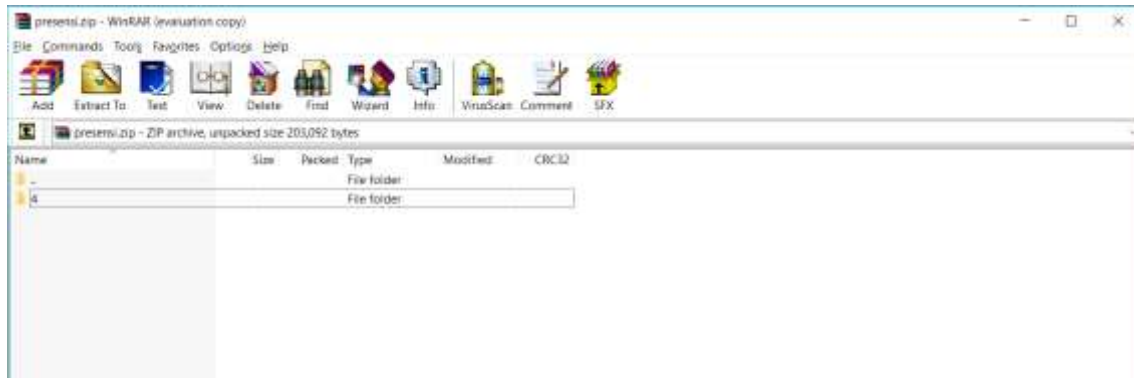 presensi.zip - WinRAR (evaluation copy)
File Commands Tools Favorites Options Help
Add Extract To Test View Delete Find Wizard Info VirusScan Comment SFX
presensi.zip - ZIP archive, unpacked size 203,092 bytes
Name Size Packed Type Modified CRC32
.. File folder
4 File folder